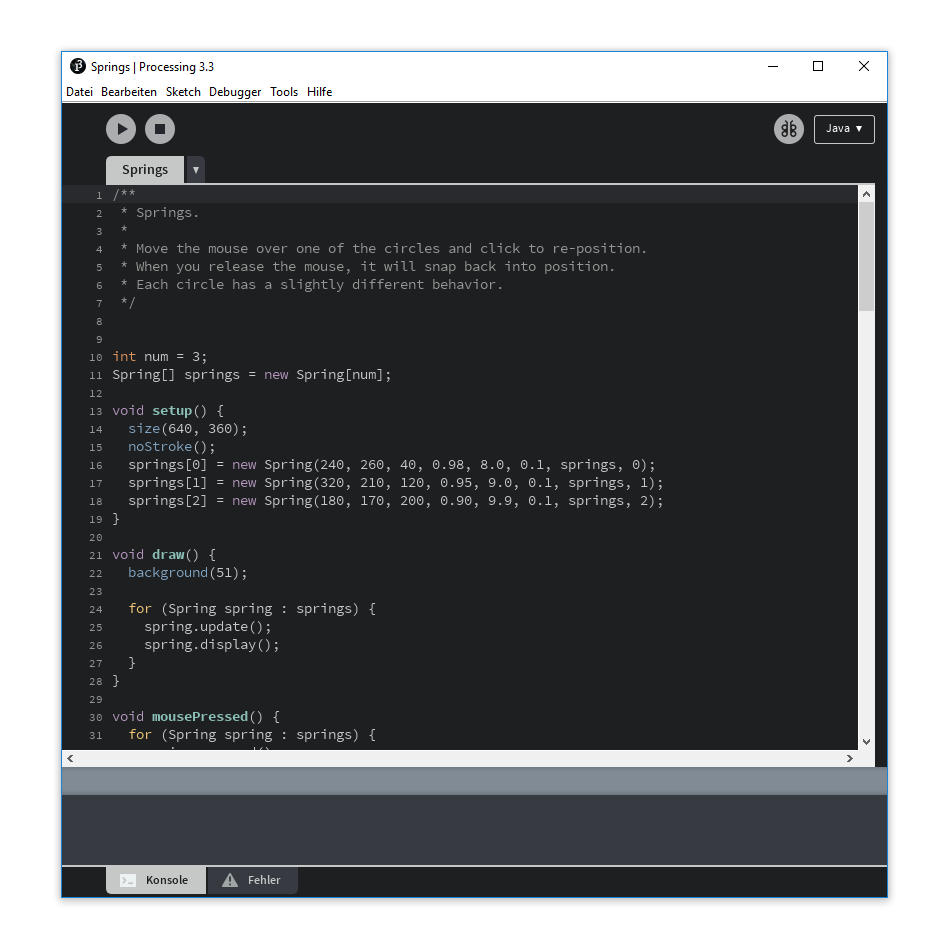 Springs | Processing 3.3
Datei Bearbeiten Sketch Debugger Tools Hilfe
Java ▼
Springs ▼
1 /**
2  * Springs.
3  *
4  * Move the mouse over one of the circles and click to re-position.
5  * When you release the mouse, it will snap back into position.
6  * Each circle has a slightly different behavior.
7  */
8
9
10 int num = 3;
11 Spring[] springs = new Spring[num];
12
13 void setup() {
14   size(640, 360);
15   noStroke();
16   springs[0] = new Spring(240, 260, 40, 0.98, 8.0, 0.1, springs, 0);
17   springs[1] = new Spring(320, 210, 120, 0.95, 9.0, 0.1, springs, 1);
18   springs[2] = new Spring(180, 170, 200, 0.90, 9.9, 0.1, springs, 2);
19 }
20
21 void draw() {
22   background(51);
23
24   for (Spring spring : springs) {
25     spring.update();
26     spring.display();
27   }
28 }
29
30 void mousePressed() {
31   for (Spring spring : springs) {
Konsole Fehler